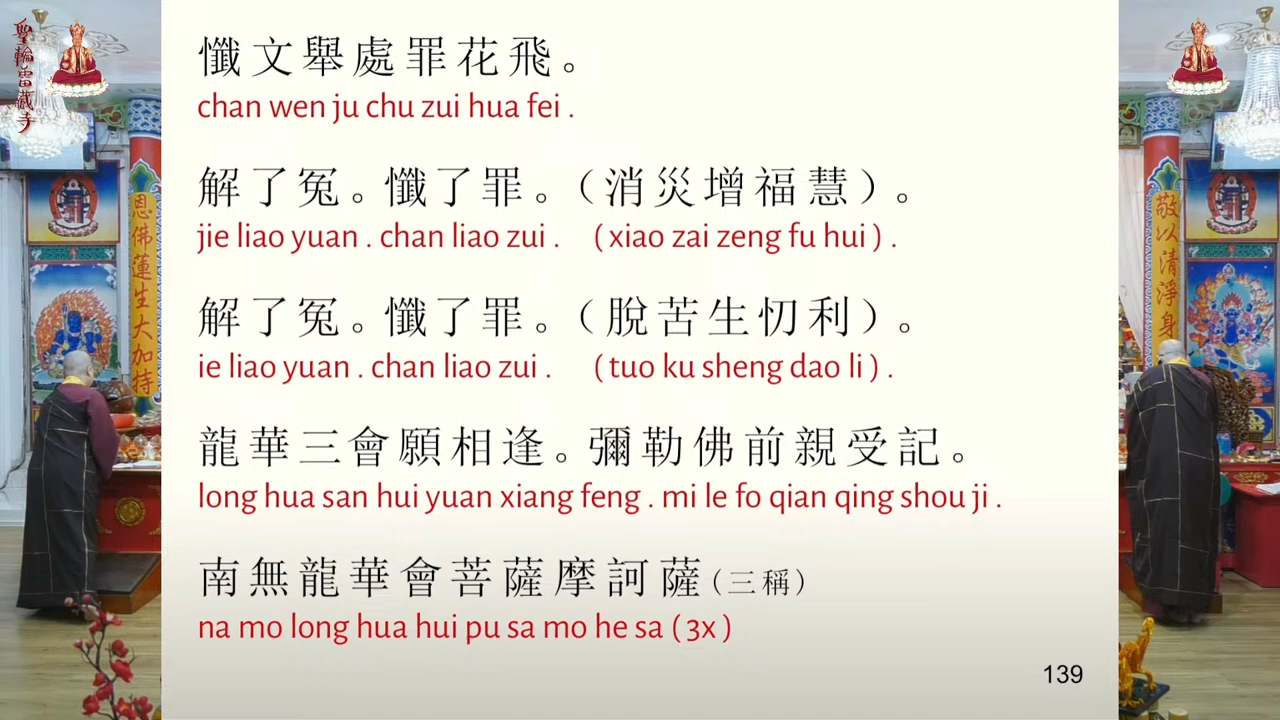 聖輪雷藏寺
懺文舉處罪花飛。
chan wen ju chu zui hua fei .
解了冤。懺了罪。（消災增福慧）。
jie liao yuan . chan liao zui . ( xiao zai zeng fu hui ) .
解了冤。懺了罪。（脫苦生忉利）。
ie liao yuan . chan liao zui . ( tuo ku sheng dao li ) .
龍華三會願相逢。彌勒佛前親受記。
long hua san hui yuan xiang feng . mi le fo qian qing shou ji .
南無龍華會菩薩摩訶薩（三稱）
na mo long hua hui pu sa mo he sa ( 3x )
139
恩佛蓮生大加持
敬以清淨身